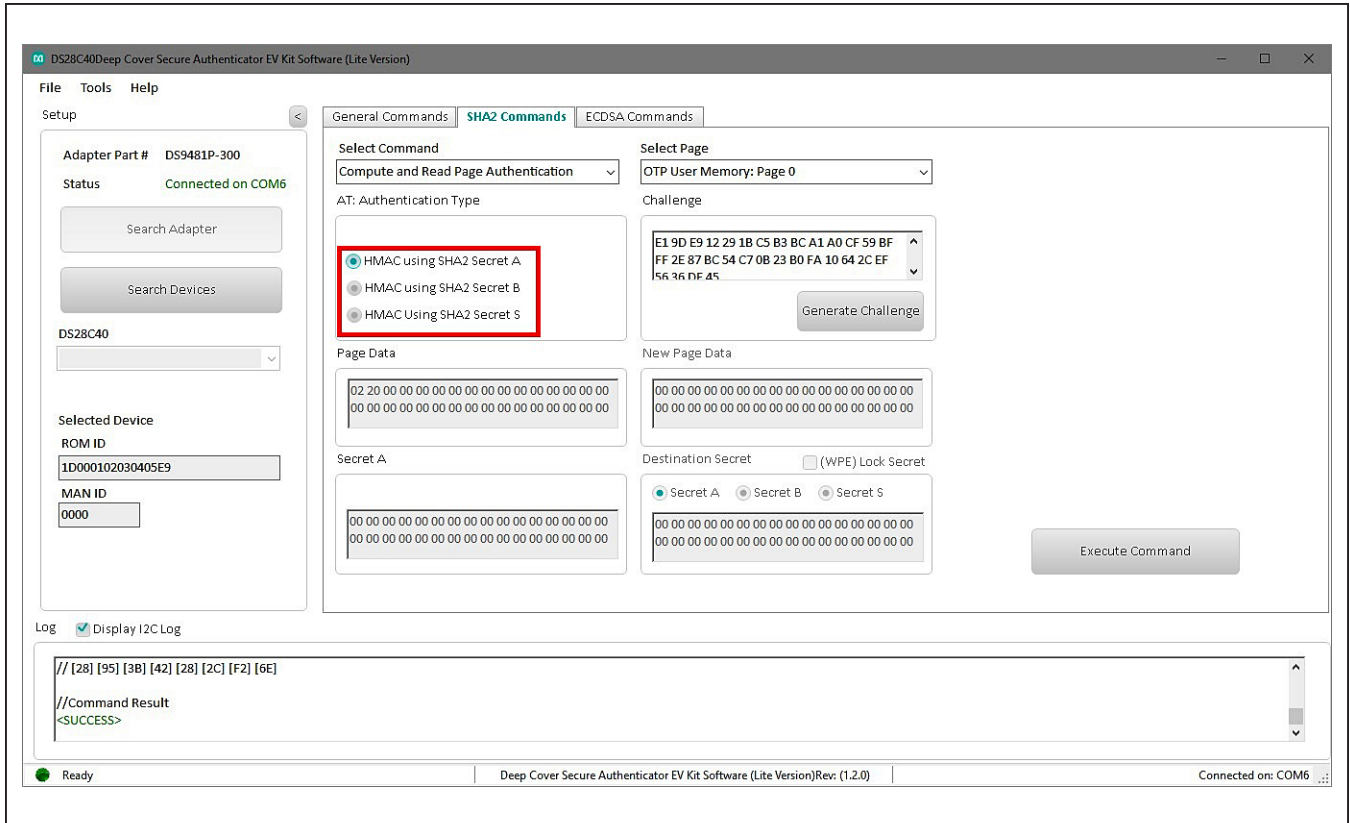 DS28C40Deep Cover Secure Authenticator EV Kit Software (Lite Version)
File Tools Help
Setup
<
Adapter Part # DS9481P-300
Status Connected on COM6
Search Adapter
Search Devices
DS28C40
Selected Device
ROM ID
1D000102030405E9
MAN ID
0000
General Commands SHA2 Commands ECDSA Commands
Select Command
Compute and Read Page Authentication
Select Page
OTP User Memory: Page 0
AT: Authentication Type
HMAC using SHA2 Secret A
HMAC using SHA2 Secret B
HMAC Using SHA2 Secret S
Challenge
E1 9D E9 12 29 1B C5 B3 BC A1 A0 CF 59 BF
FF 2E 87 BC 54 C7 0B 23 B0 FA 10 64 2C EF
56 36 DF 45
Generate Challenge
Page Data
02 20 00 00 00 00 00 00 00 00 00 00 00 00 00 00
00 00 00 00 00 00 00 00 00 00 00 00 00 00 00 00
New Page Data
00 00 00 00 00 00 00 00 00 00 00 00 00 00 00 00
00 00 00 00 00 00 00 00 00 00 00 00 00 00 00 00
Secret A
00 00 00 00 00 00 00 00 00 00 00 00 00 00 00 00
00 00 00 00 00 00 00 00 00 00 00 00 00 00 00 00
Destination Secret (WPE) Lock Secret
Secret A Secret B Secret S
00 00 00 00 00 00 00 00 00 00 00 00 00 00 00 00
00 00 00 00 00 00 00 00 00 00 00 00 00 00 00 00
Execute Command
Log Display I2C Log
// [28] [95] [3B] [42] [28] [2C] [F2] [6E]
//Command Result
<SUCCESS>
Ready Deep Cover Secure Authenticator EV Kit Software (Lite Version)Rev: (1.2.0) Connected on: COM6